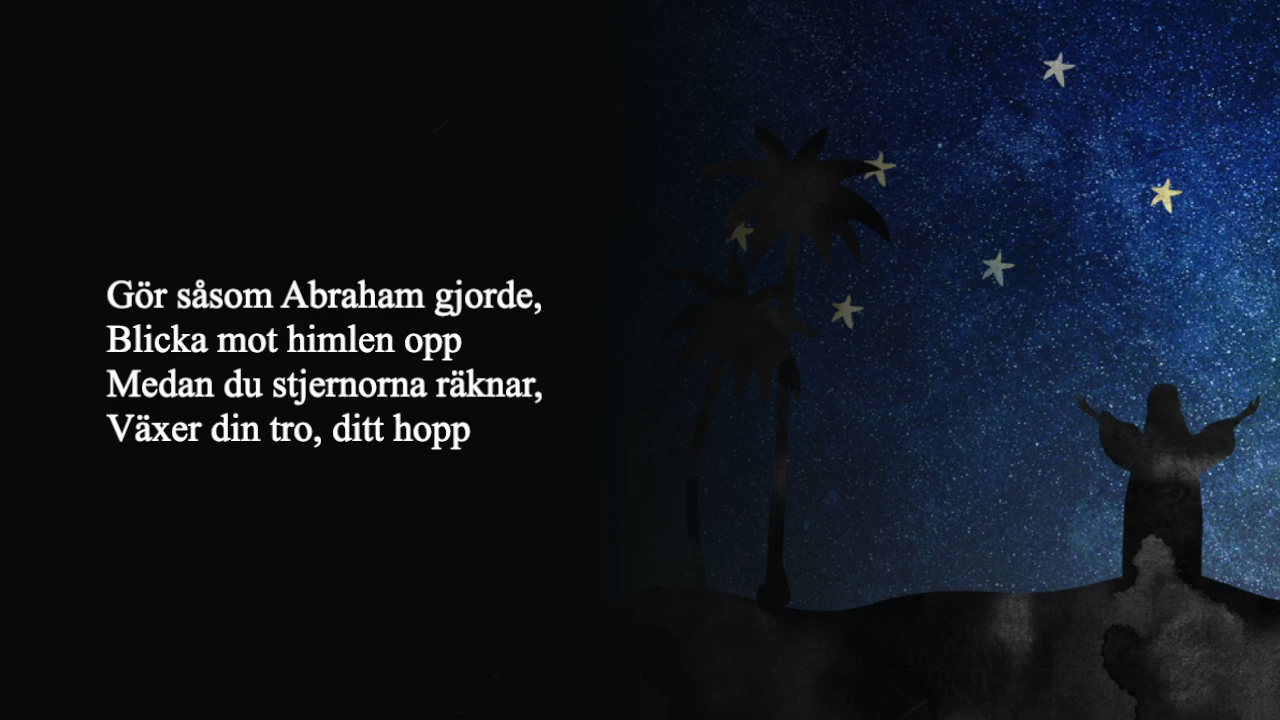 Gör såsom Abraham gjorde,
Blicka mot himlen opp
Medan du stjernorna räknar,
Växer din tro, ditt hopp